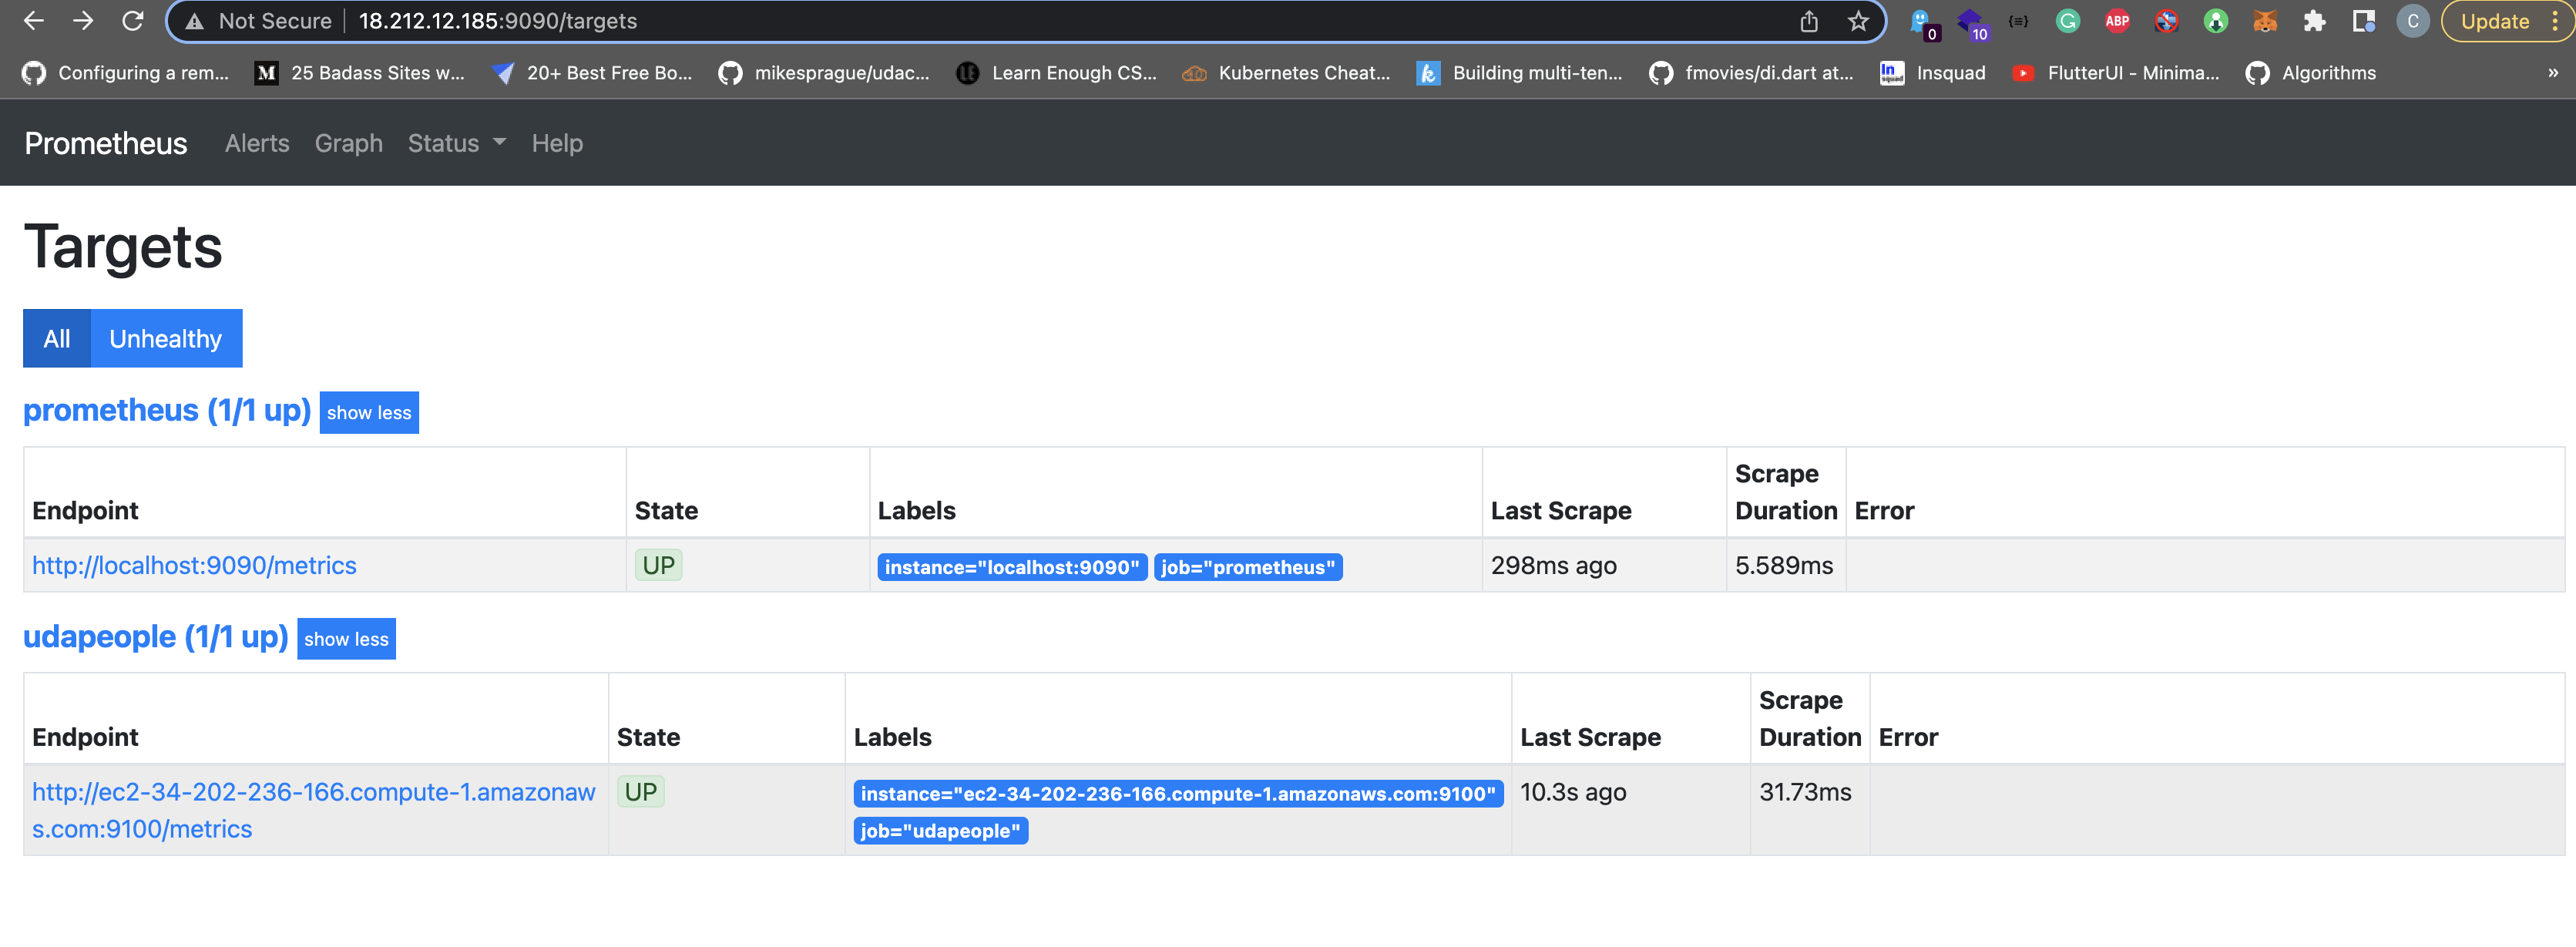 Not Secure 18.212.12.185:9090/targets 0 10 {=} G ABP C Update
Configuring a rem... M 25 Badass Sites w... 20+ Best Free Bo... mikesprague/udac... LE Learn Enough CS... Kubernetes Cheat... k Building multi-ten... fmovies/di.dart at... In squad Insquad FlutterUI - Minima... Algorithms »
Prometheus Alerts Graph Status Help
Targets
All Unhealthy
prometheus (1/1 up) show less
Endpoint State Labels Last Scrape Scrape Duration Error
http://localhost:9090/metrics UP instance="localhost:9090" job="prometheus" 298ms ago 5.589ms
udapeople (1/1 up) show less
Endpoint State Labels Last Scrape Scrape Duration Error
http://ec2-34-202-236-166.compute-1.amazonaw UP instance="ec2-34-202-236-166.compute-1.amazonaws.com:9100" 10.3s ago 31.73ms
s.com:9100/metrics job="udapeople"